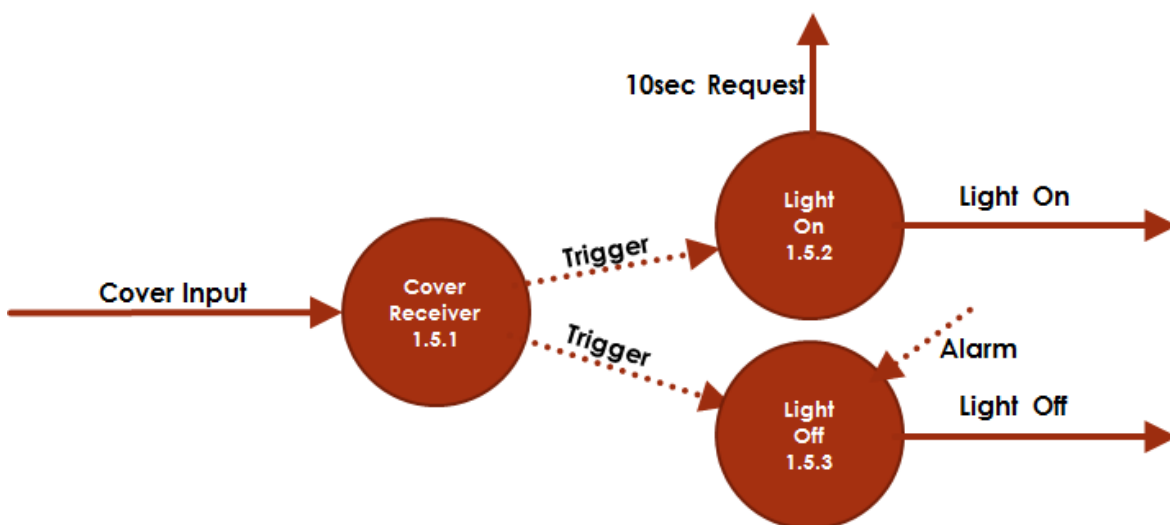 10sec Request
Light
On
1.5.2
Light On
Trigger
Cover Input
Cover
Receiver
1.5.1
Trigger
Alarm
Light
Off
1.5.3
Light Off